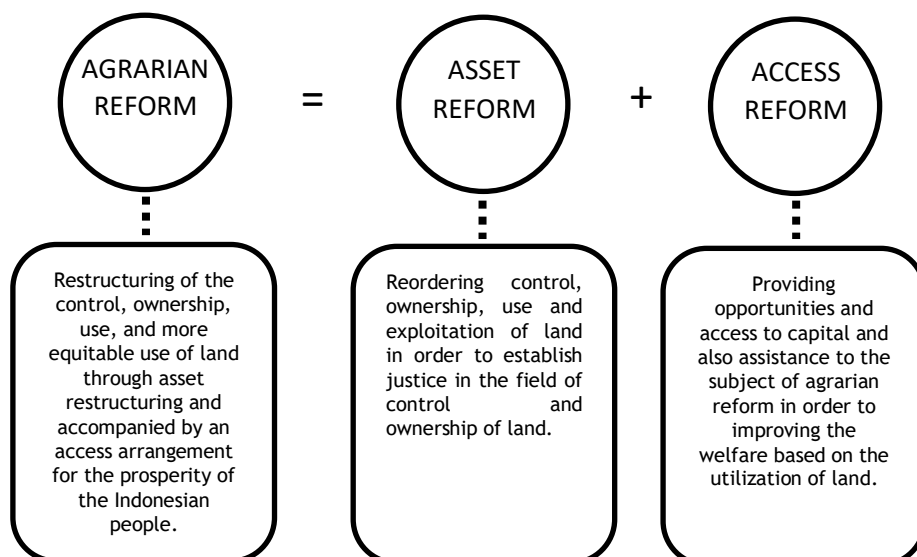 AGRARIAN
REFORM
=
ASSET
REFORM
+
ACCESS
REFORM
Restructuring of the
control, ownership,
use, and more
equitable use of land
through asset
restructuring and
accompanied by an
access arrangement
for the prosperity of
the Indonesian
people.
Reordering control,
ownership, use and
exploitation of land
in order to establish
justice in the field of
control and
ownership of land.
Providing
opportunities and
access to capital and
also assistance to the
subject of agrarian
reform in order to
improving the
welfare based on the
utilization of land.